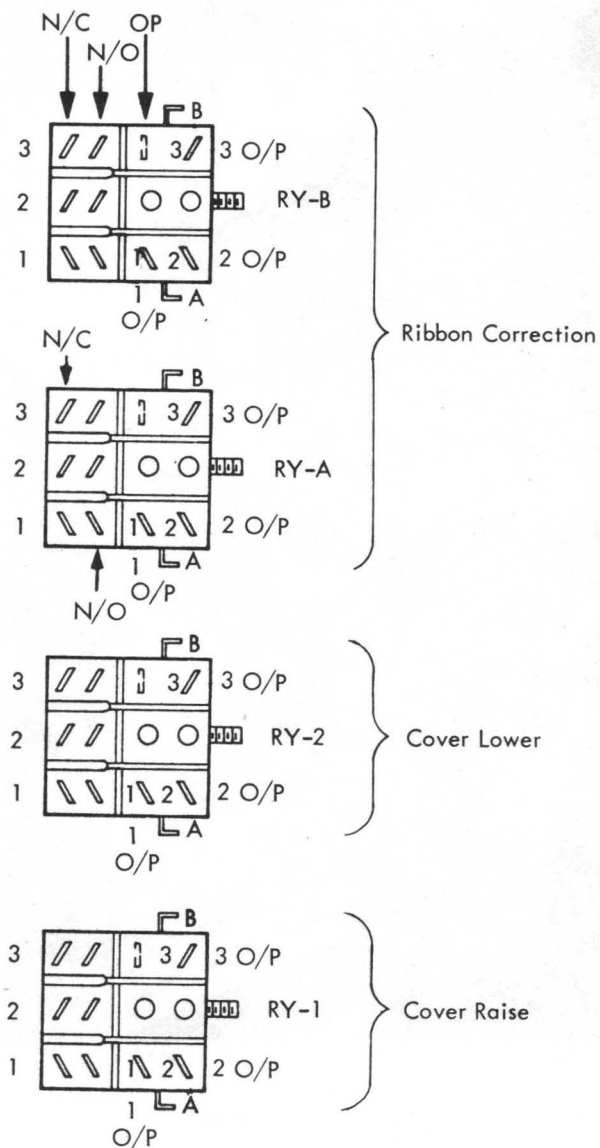 N/C OP
N/O
B
3 3 3 O/P
2 RY-B
1 1 2 2 O/P
1 A
O/P
Ribbon Correction
N/C
B
3 3 3 O/P
2 RY-A
1 1 2 2 O/P
1 A
N/O O/P
B
3 3 3 O/P
2 RY-2 Cover Lower
1 1 2 2 O/P
1 A
O/P
B
3 3 3 O/P
2 RY-1 Cover Raise
1 1 2 2 O/P
1 A
O/P